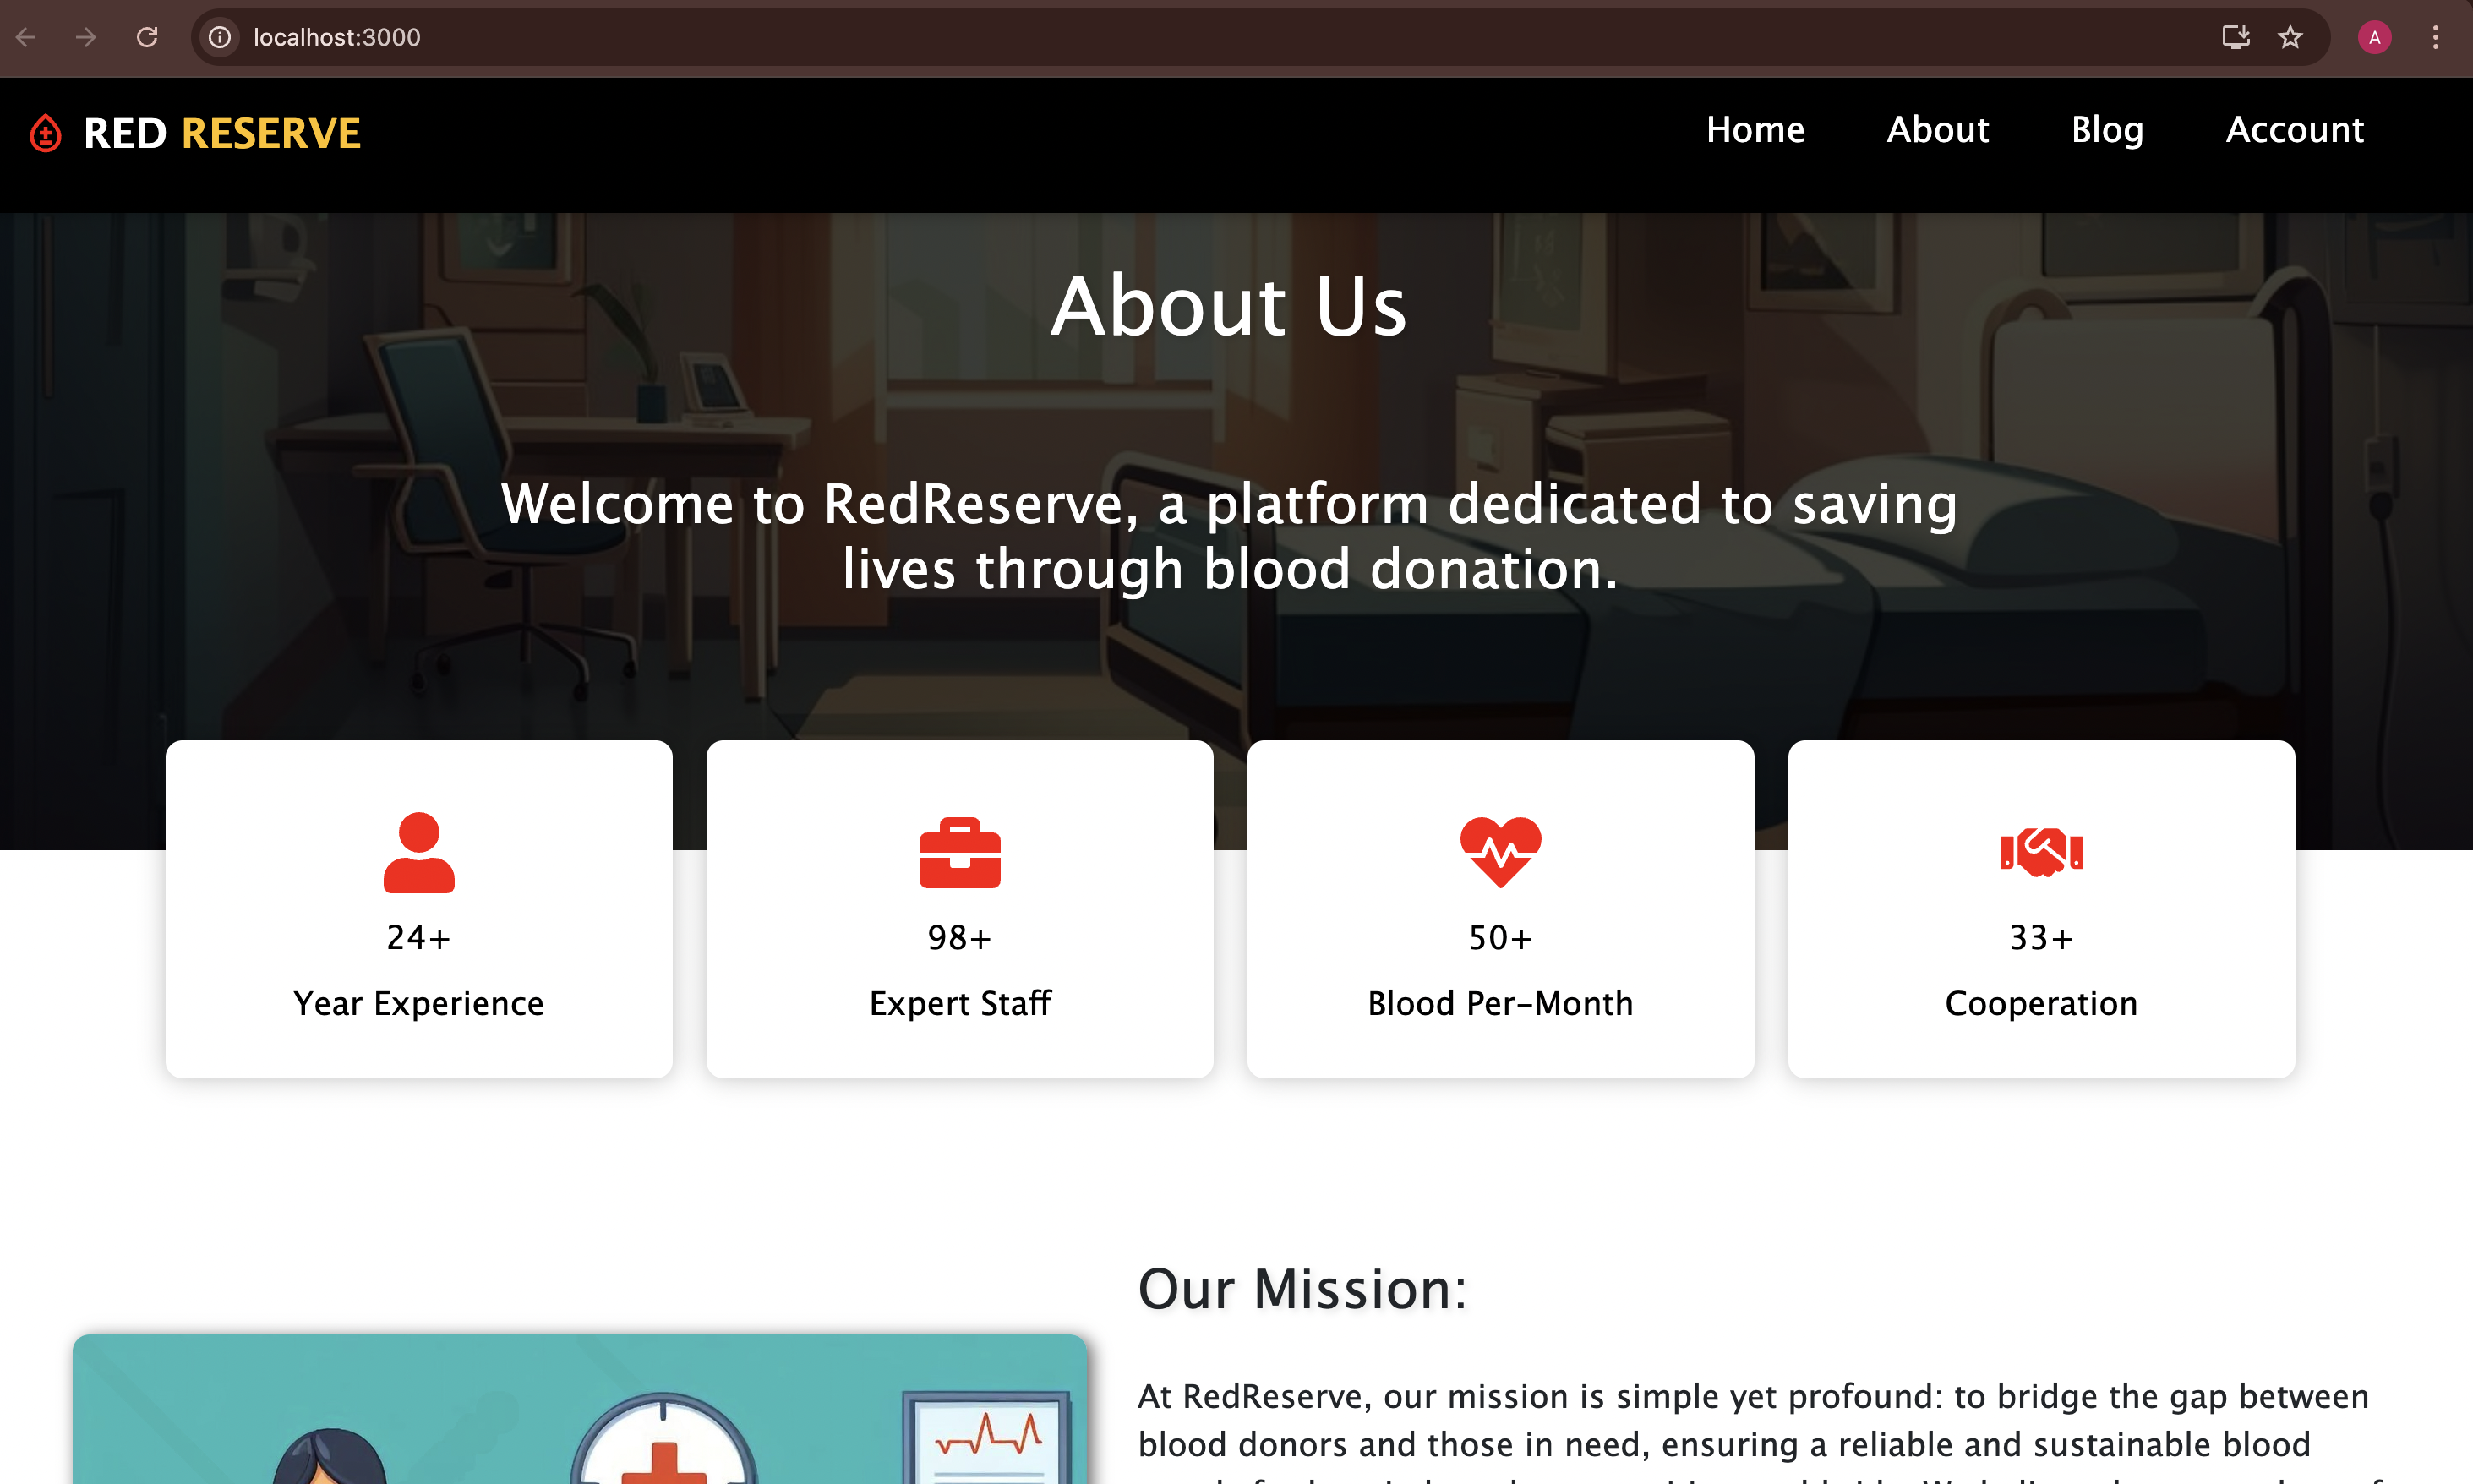 localhost:3000
A
RED RESERVE
Home About Blog Account
About Us
Welcome to RedReserve, a platform dedicated to saving
lives through blood donation.
24+
Year Experience
98+
Expert Staff
50+
Blood Per-Month
33+
Cooperation
Our Mission:
At RedReserve, our mission is simple yet profound: to bridge the gap between
blood donors and those in need, ensuring a reliable and sustainable blood